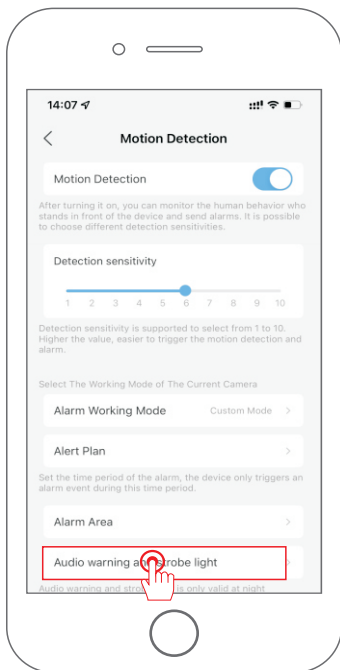 14:07
Motion Detection
Motion Detection
After turning it on, you can monitor the human behavior who
stands in front of the device and send alarms. It is possible
to choose different detection sensitivities.
Detection sensitivity
1 2 3 4 5 6 7 8 9 10
Detection sensitivity is supported to select from 1 to 10.
Higher the value, easier to trigger the motion detection and
alarm.
Select The Working Mode of The Current Camera
Alarm Working Mode Custom Mode
Alert Plan
Set the time period of the alarm, the device only triggers an
alarm event during this time period.
Alarm Area
Audio warning and strobe light
Audio warning and is only valid at night